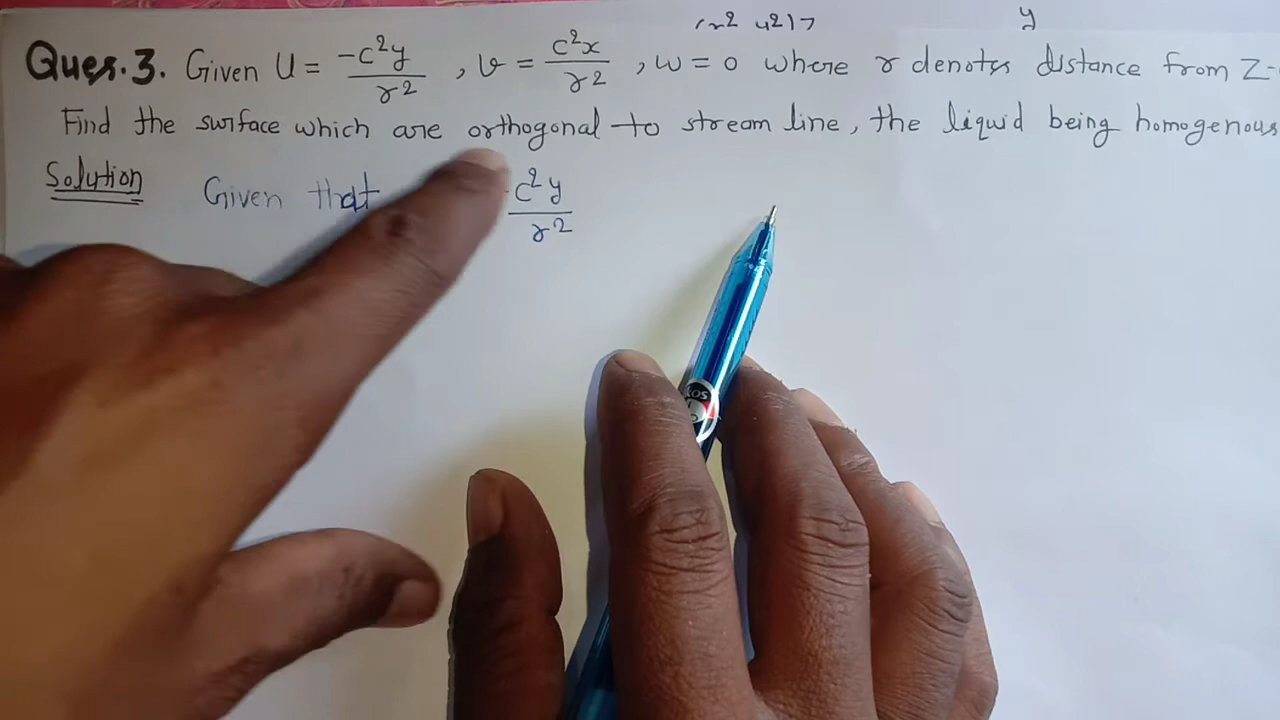 y
Ques.3. Given U = -c²y/r² , v = c²x/r² , w = 0 where r denotes distance from Z-
Find the surface which are orthogonal to stream line, the liquid being homogenous
Solution Given that c²y/r²